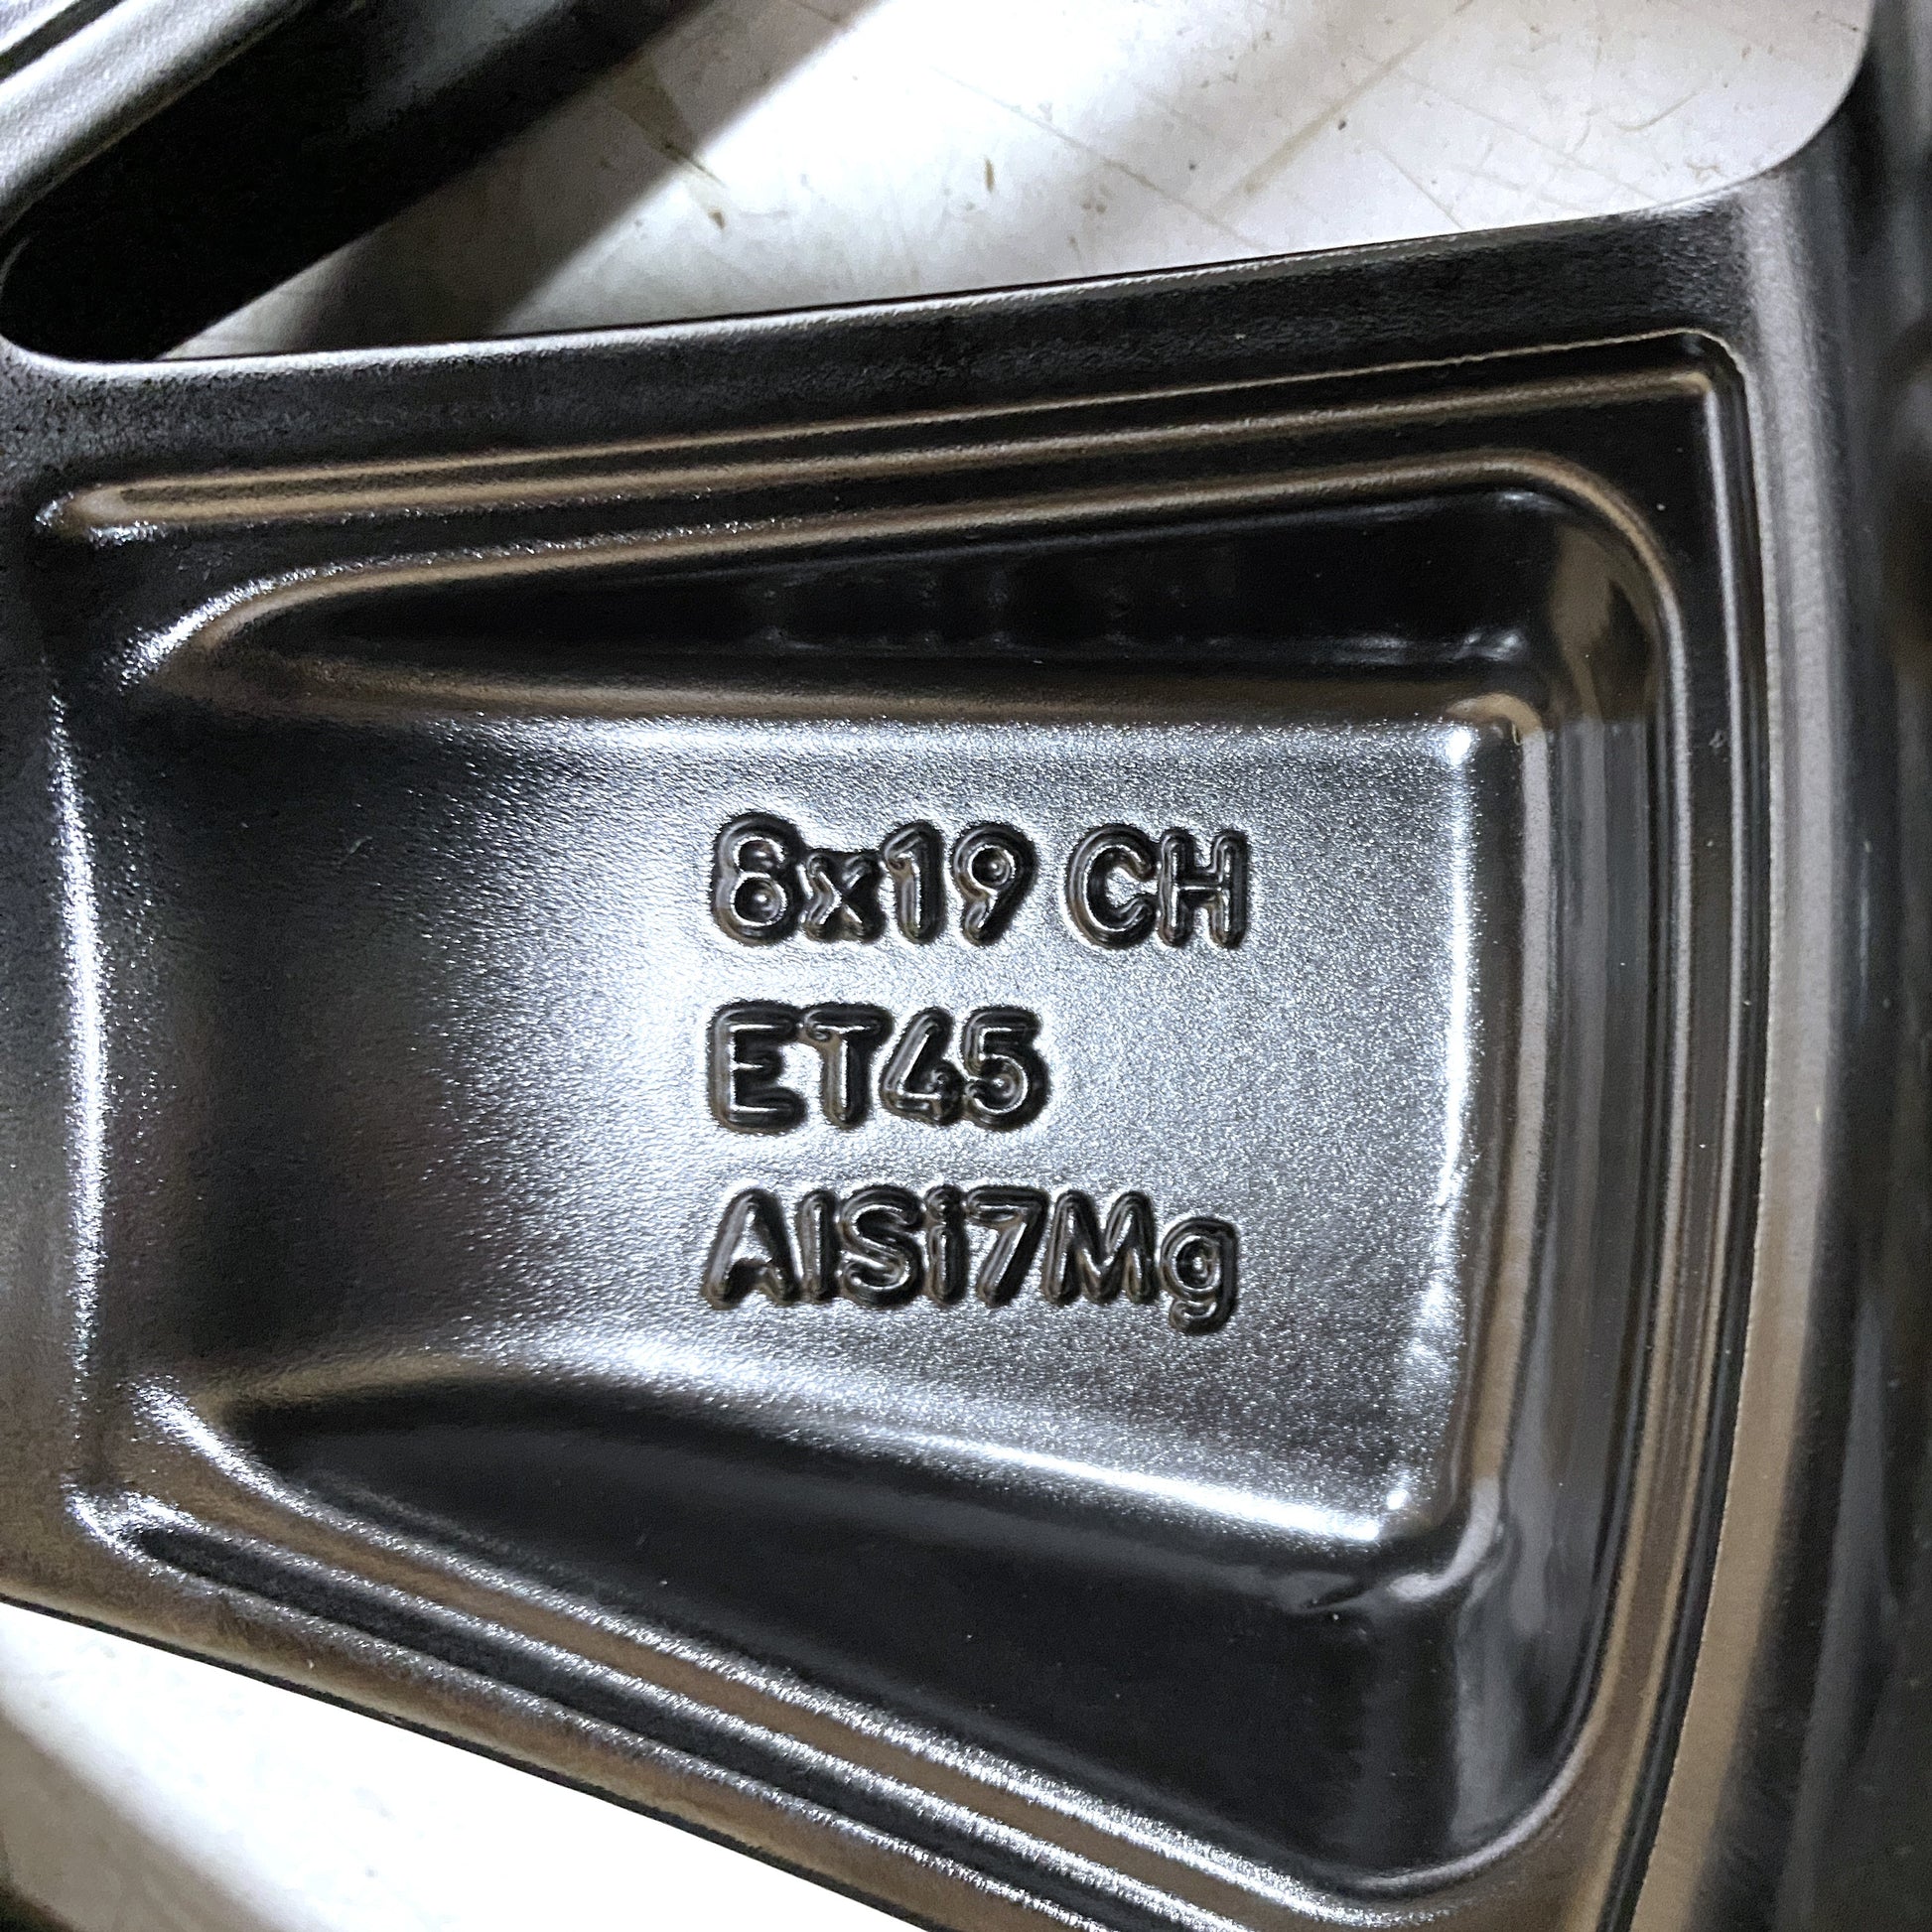 8x19 CH
ET45
AlSi7Mg